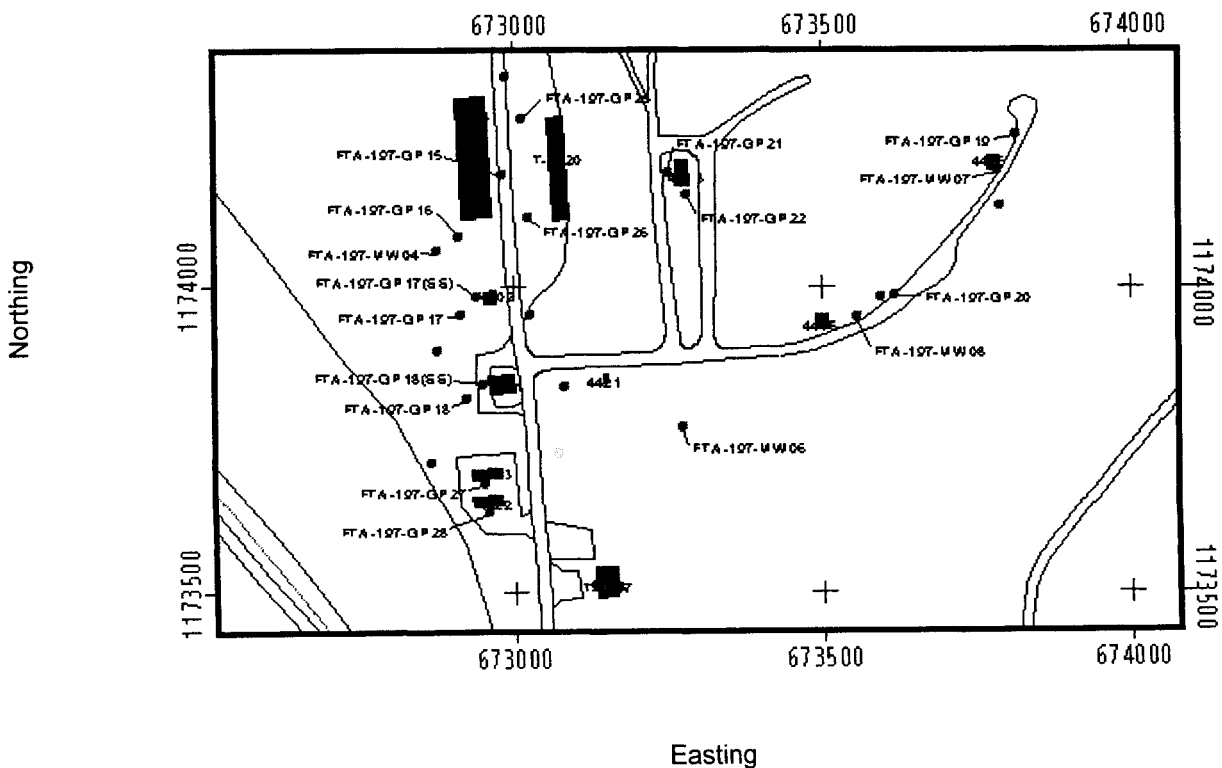 673000
673500
674000
FTA-197-GP19
FTA-197-GP21
FTA-197-GP15
FTA-197-MW07
FTA-197-GP16
FTA-197-GP22
FTA-197-GP26
FTA-197-MW04
FTA-197-GP17(SS)
1174000
1174000
FTA-197-GP20
FTA-197-GP17
Northing
FTA-197-MW08
FTA-197-GP18(SS)
4421
FTA-197-GP18
FTA-197-MW06
FTA-197-GP27
FTA-197-GP28
1173500
1173500
673000
673500
674000
Easting